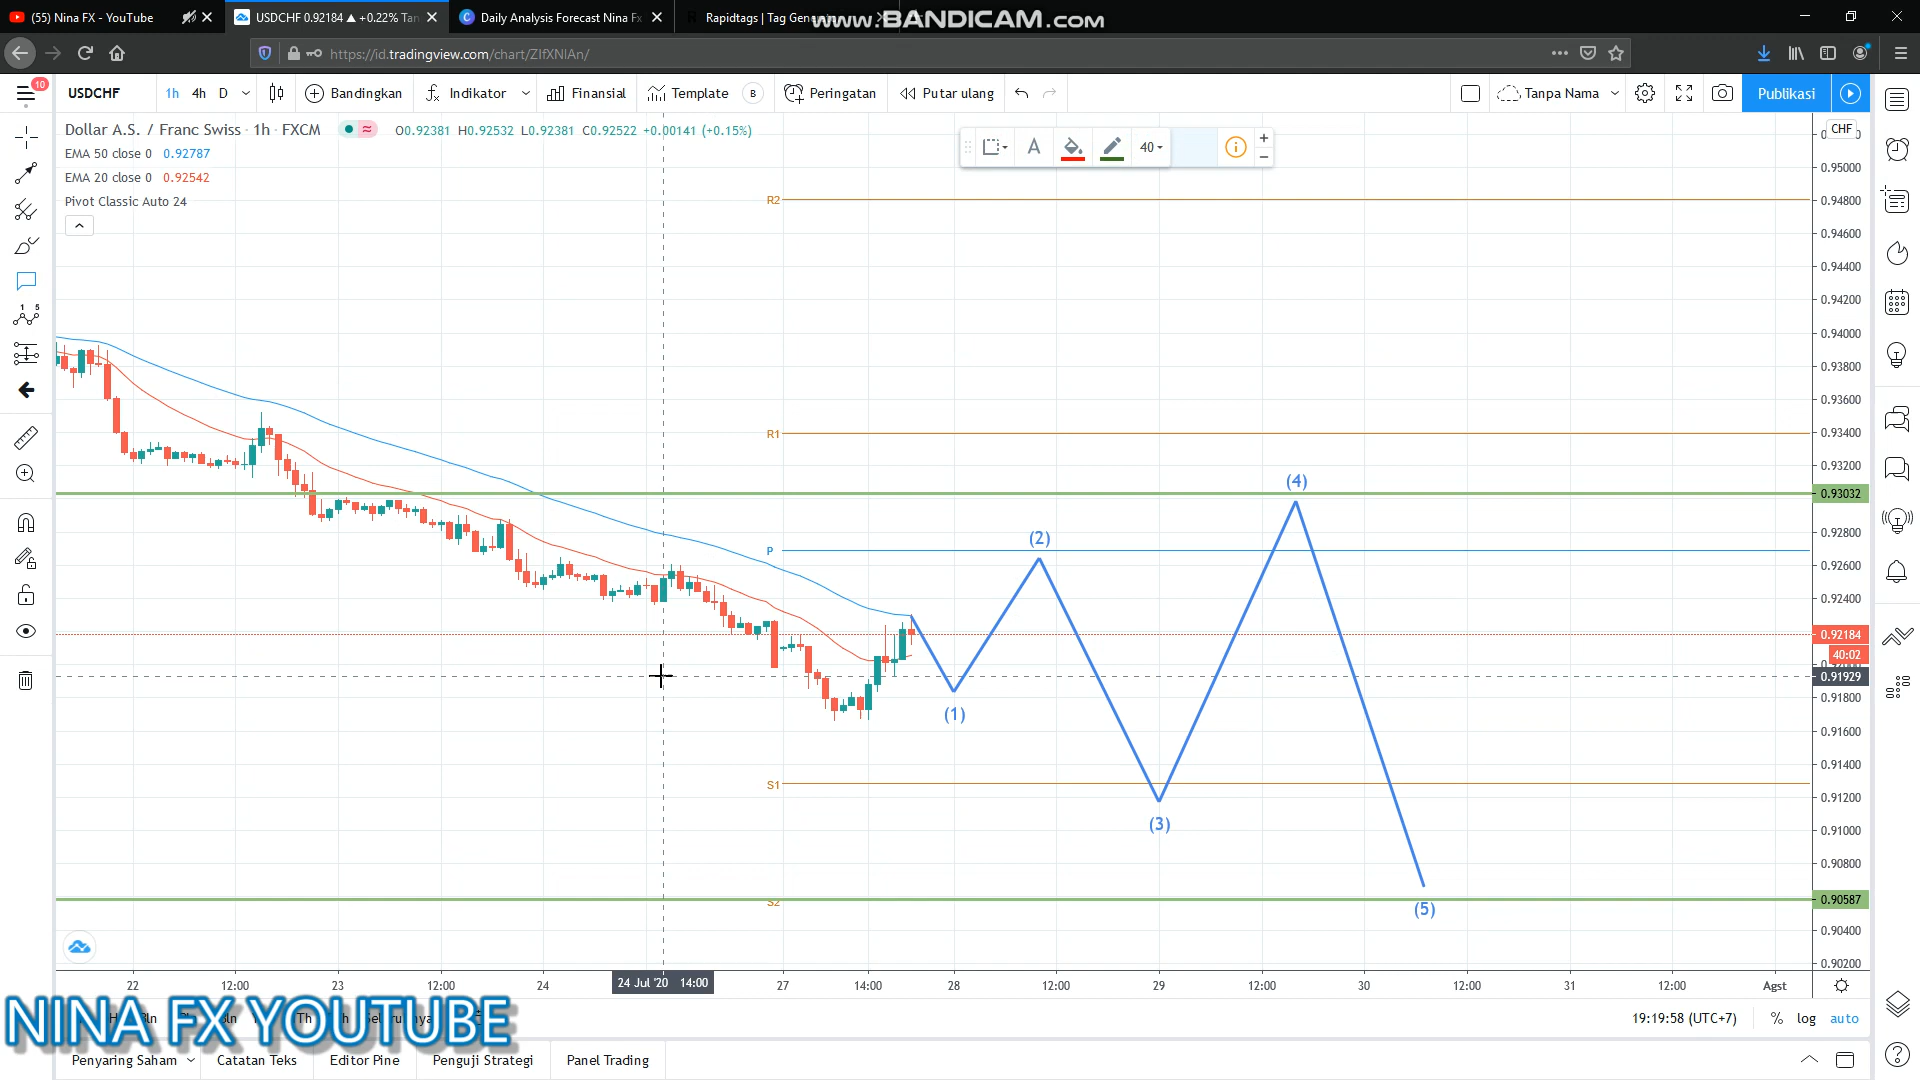 (55) Nina FX - YouTube
USDCHF 0.92184 ▲ +0.22% Tan
Daily Analysis Forecast Nina Fx
Rapidtags | Tag Genera
www.BANDICAM.com
https://id.tradingview.com/chart/ZIfXNlAn/
10
USDCHF
1h
4h
D
Bandingkan
Indikator
Finansial
Template
B
Peringatan
Putar ulang
Tanpa Nama
Publikasi
Dollar A.S. / Franc Swiss · 1h · FXCM
O0.92381 H0.92532 L0.92381 C0.92522 +0.00141 (+0.15%)
EMA 50 close 0 0.92787
EMA 20 close 0 0.92542
Pivot Classic Auto 24
A
40
CHF
0.95000
0.94800
0.94600
0.94400
0.94200
0.94000
0.93800
0.93600
0.93400
0.93200
0.93032
0.92800
0.92600
0.92400
0.92184
40:02
0.91929
0.91800
0.91600
0.91400
0.91200
0.91000
0.90800
0.90587
0.90400
0.90200
R2
R1
P
S1
S2
(1)
(2)
(3)
(4)
(5)
22
12:00
23
12:00
24
24 Jul '20 14:00
27
14:00
28
12:00
29
12:00
30
12:00
31
12:00
Agst
NINA FX YOUTUBE
19:19:58 (UTC+7)
%
log
auto
Penyaring Saham
Catatan Teks
Editor Pine
Penguji Strategi
Panel Trading